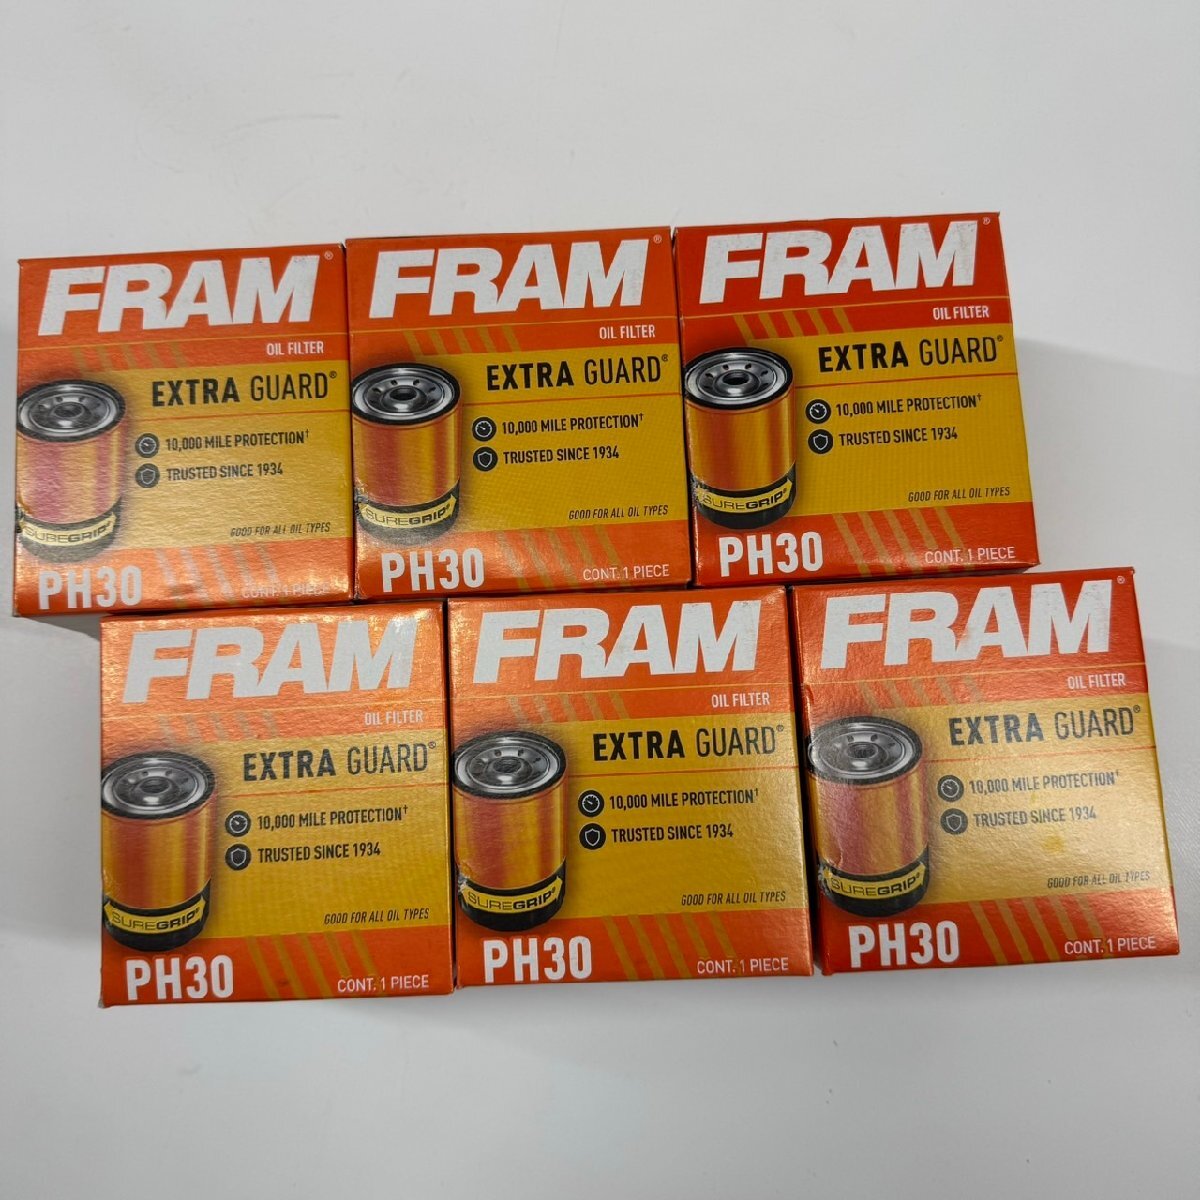 FRAM®
OIL FILTER
EXTRA GUARD®
10,000 MILE PROTECTION†
TRUSTED SINCE 1934
GOOD FOR ALL OIL TYPES
SUREGRIP®
PH30
CONT. 1 PIECE
FRAM®
OIL FILTER
EXTRA GUARD®
10,000 MILE PROTECTION†
TRUSTED SINCE 1934
GOOD FOR ALL OIL TYPES
SUREGRIP®
PH30
CONT. 1 PIECE
FRAM®
OIL FILTER
EXTRA GUARD®
10,000 MILE PROTECTION†
TRUSTED SINCE 1934
GOOD FOR ALL OIL TYPES
SUREGRIP®
PH30
CONT. 1 PIECE
FRAM®
OIL FILTER
EXTRA GUARD®
10,000 MILE PROTECTION†
TRUSTED SINCE 1934
GOOD FOR ALL OIL TYPES
SUREGRIP®
PH30
CONT. 1 PIECE
FRAM®
OIL FILTER
EXTRA GUARD®
10,000 MILE PROTECTION†
TRUSTED SINCE 1934
GOOD FOR ALL OIL TYPES
SUREGRIP®
PH30
CONT. 1 PIECE
FRAM®
OIL FILTER
EXTRA GUARD®
10,000 MILE PROTECTION†
TRUSTED SINCE 1934
GOOD FOR ALL OIL TYPES
SUREGRIP®
PH30
CONT. 1 PIECE